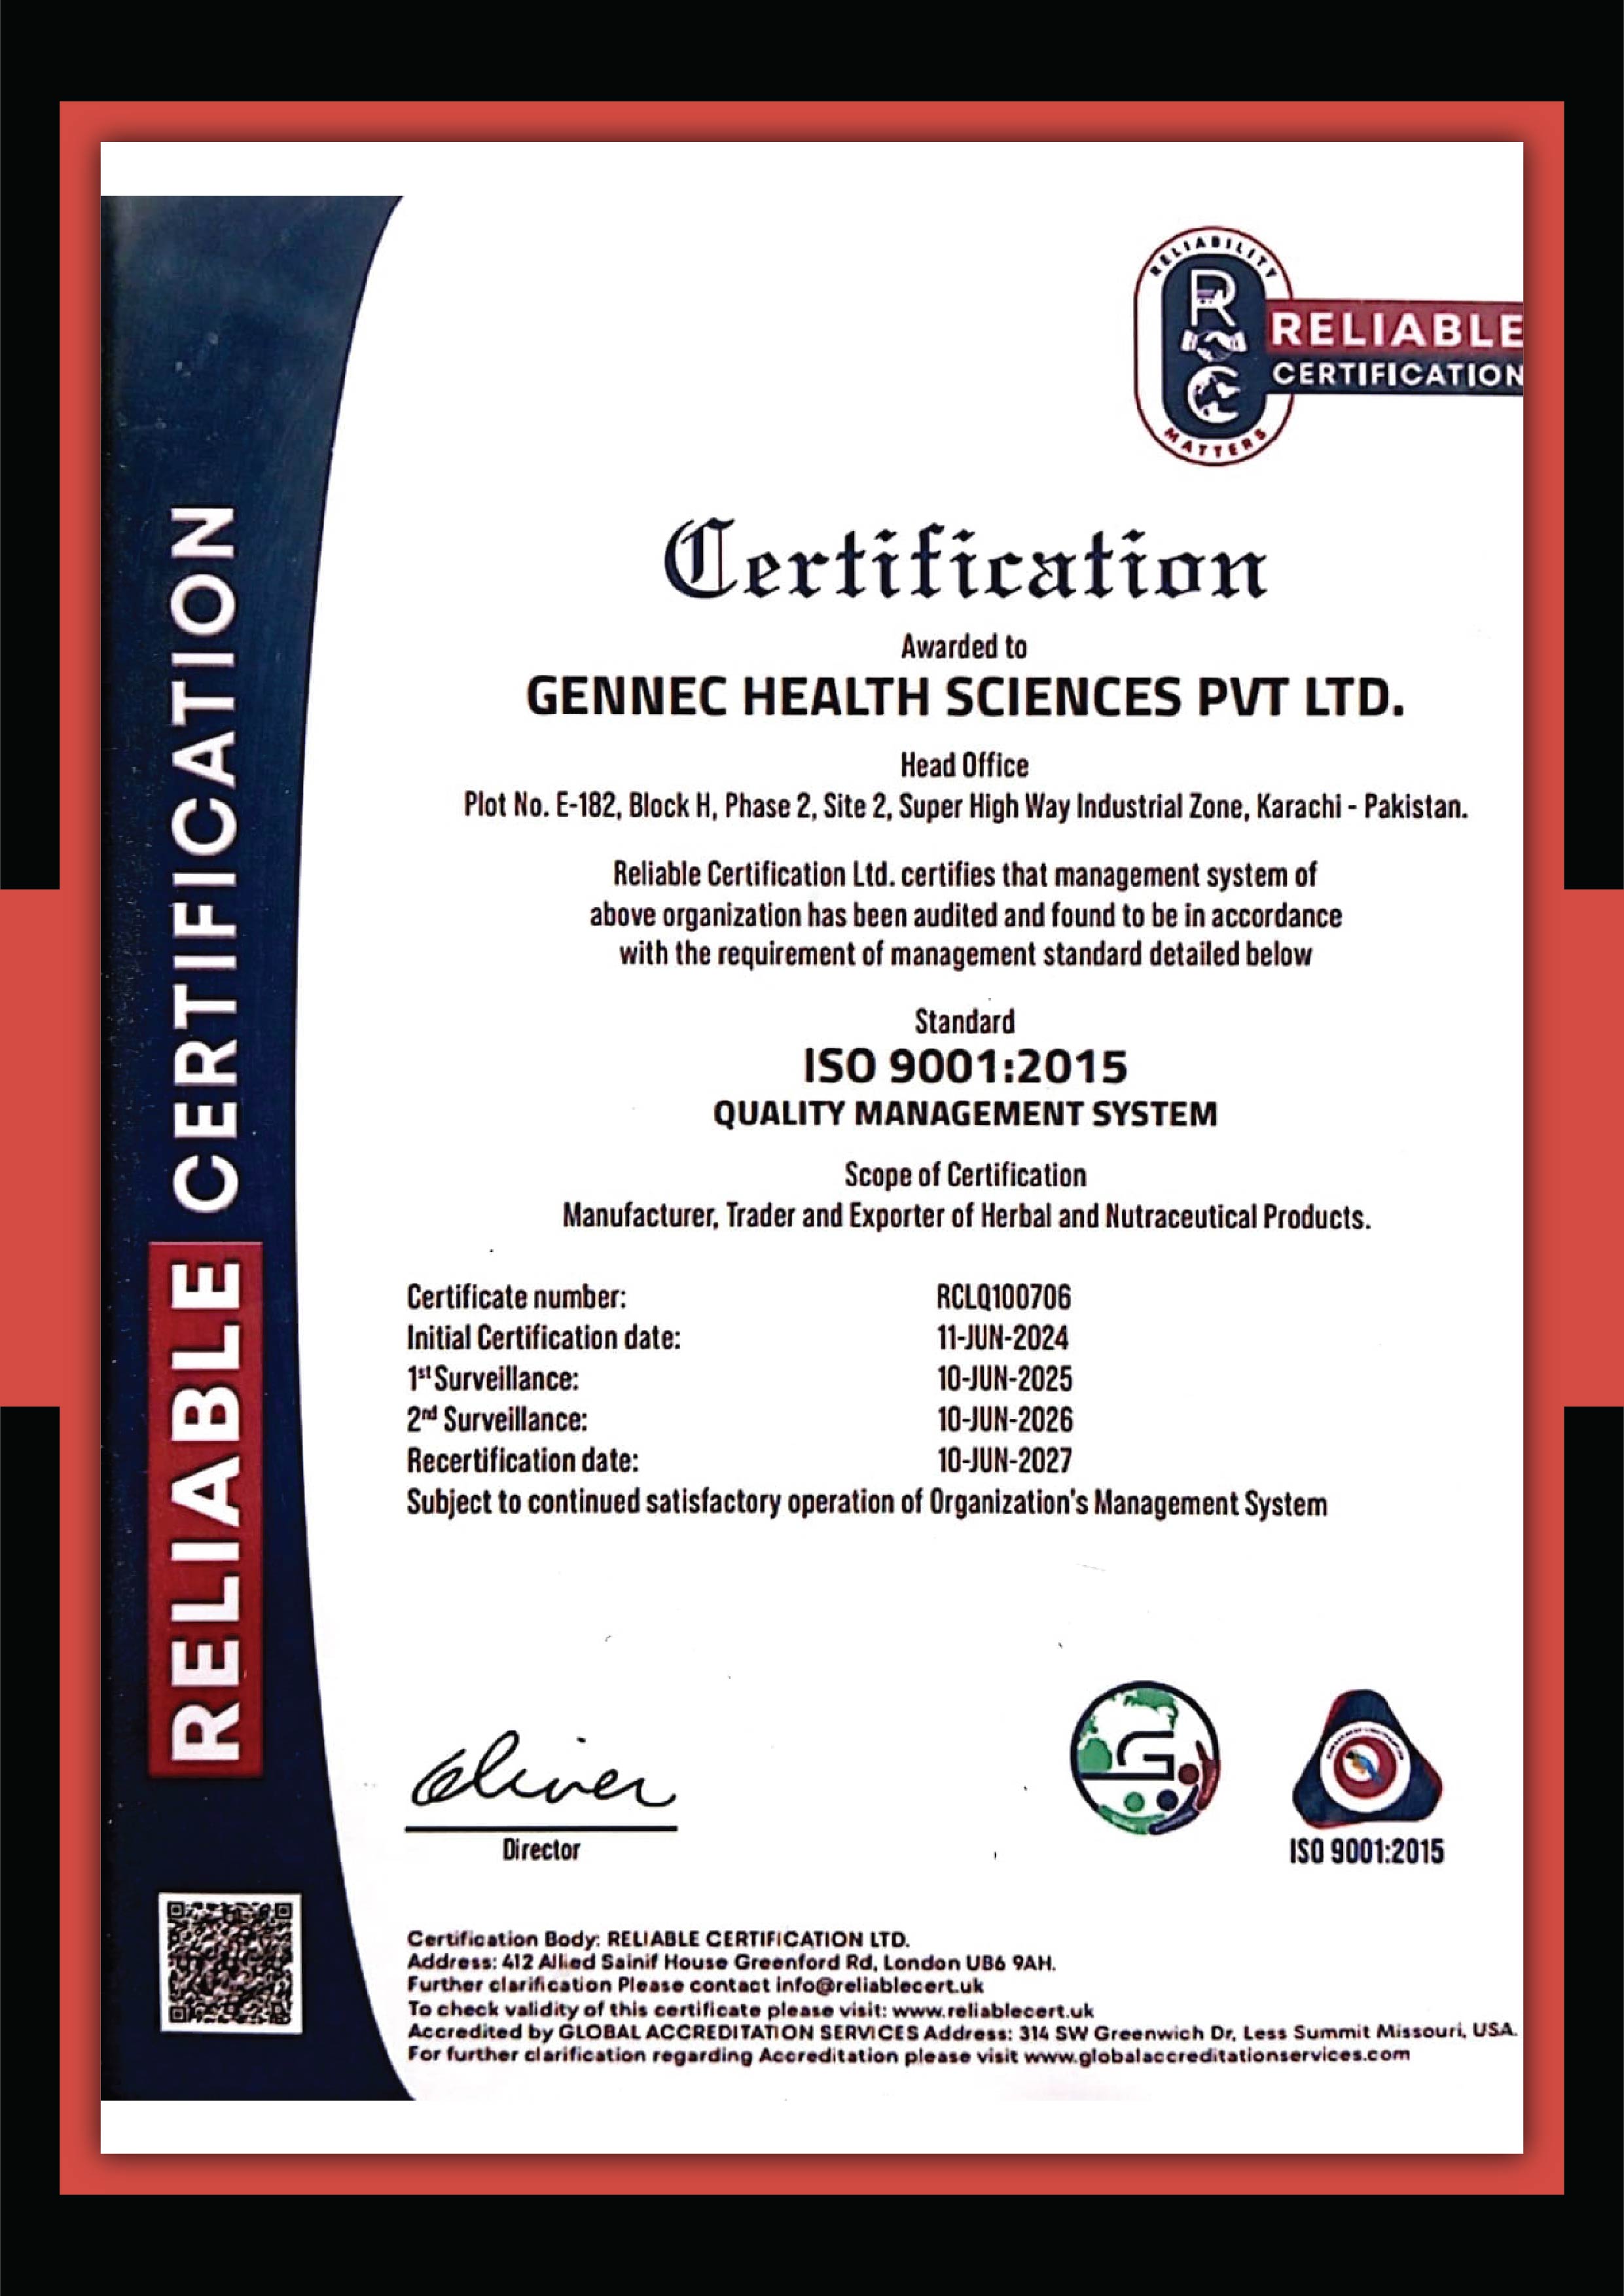 RELIABLE CERTIFICATION
RELIABILITY
RC
MATTERS
RELIABLE
CERTIFICATION
Certification
Awarded to
GENNEC HEALTH SCIENCES PVT LTD.
Head Office
Plot No. E-182, Block H, Phase 2, Site 2, Super High Way Industrial Zone, Karachi - Pakistan.
Reliable Certification Ltd. certifies that management system of
above organization has been audited and found to be in accordance
with the requirement of management standard detailed below
Standard
ISO 9001:2015
QUALITY MANAGEMENT SYSTEM
Scope of Certification
Manufacturer, Trader and Exporter of Herbal and Nutraceutical Products.
Certificate number: RCLQ100706
Initial Certification date: 11-JUN-2024
1st Surveillance: 10-JUN-2025
2nd Surveillance: 10-JUN-2026
Recertification date: 10-JUN-2027
Subject to continued satisfactory operation of Organization's Management System
Oliver
Director
G
ISO 9001:2015
Certification Body: RELIABLE CERTIFICATION LTD.
Address: 412 Allied Sainif House Greenford Rd, London UB6 9AH.
Further clarification Please contact info@reliablecert.uk
To check validity of this certificate please visit: www.reliablecert.uk
Accredited by GLOBAL ACCREDITATION SERVICES Address: 314 SW Greenwich Dr, Less Summit Missouri, USA.
For further clarification regarding Accreditation please visit www.globalaccreditationservices.com